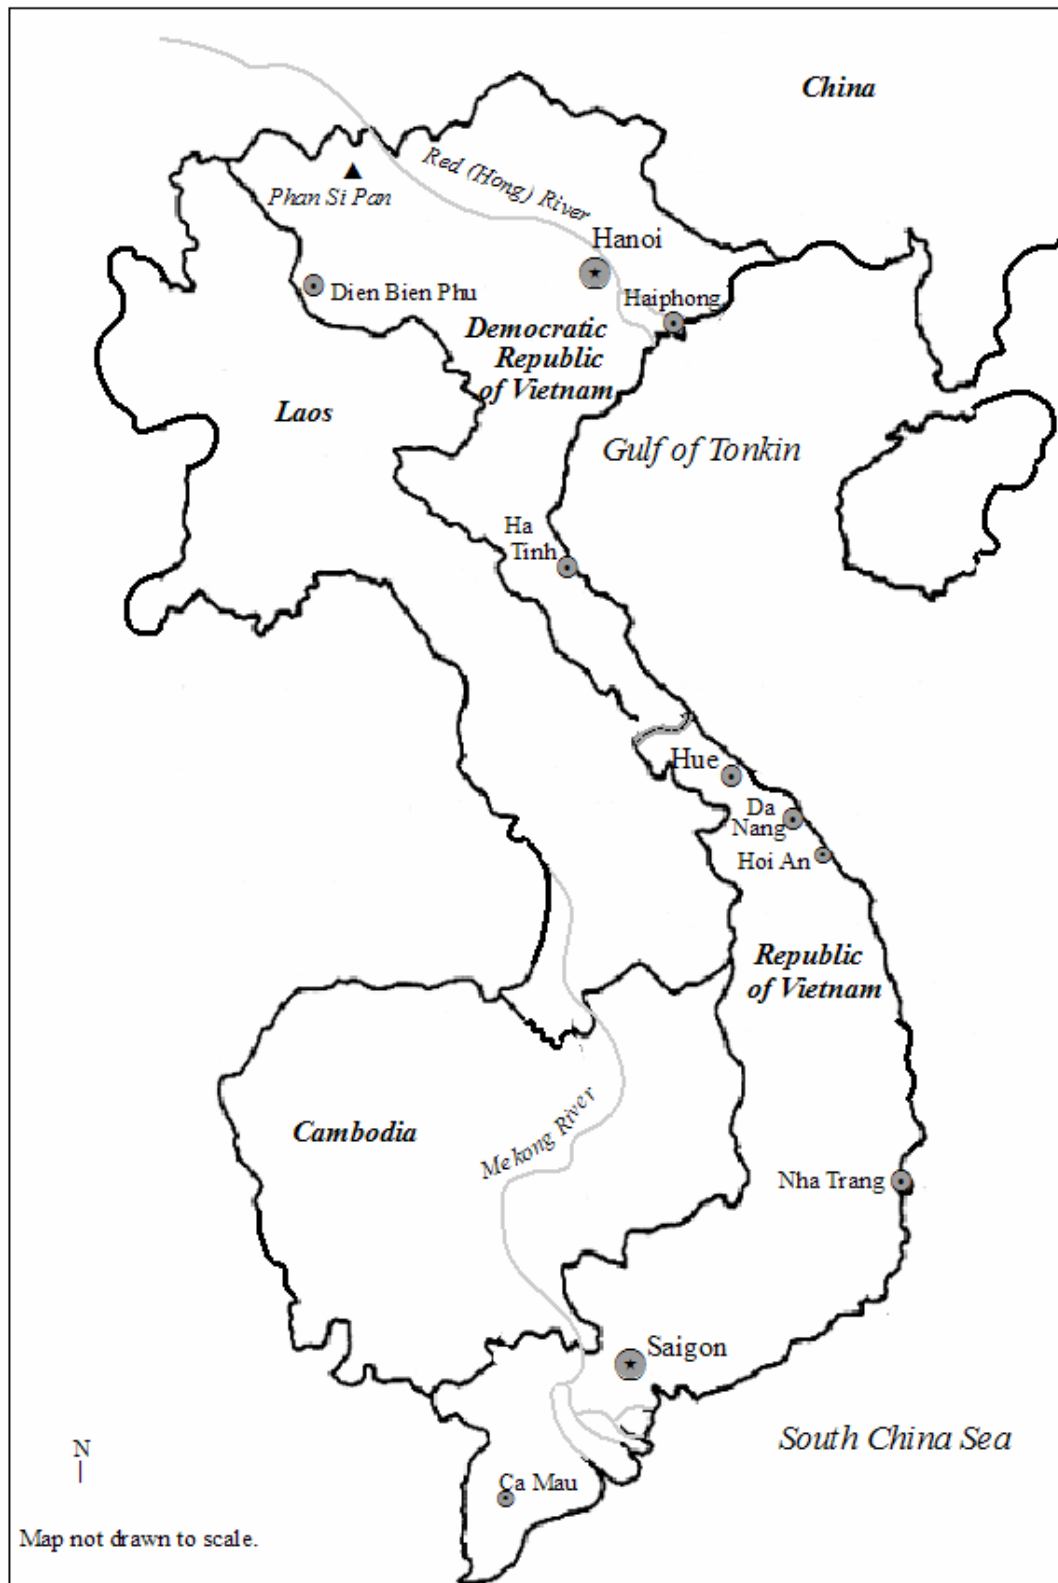 China
Red (Hong) River
Phan Si Pan
Hanoi
Dien Bien Phu
Haiphong
Democratic
Republic
of Vietnam
Laos
Gulf of Tonkin
Ha
Tinh
Hue
Da
Nang
Hoi An
Republic
of Vietnam
Cambodia
Mekong River
Nha Trang
Saigon
South China Sea
N
Ca Mau
Map not drawn to scale.